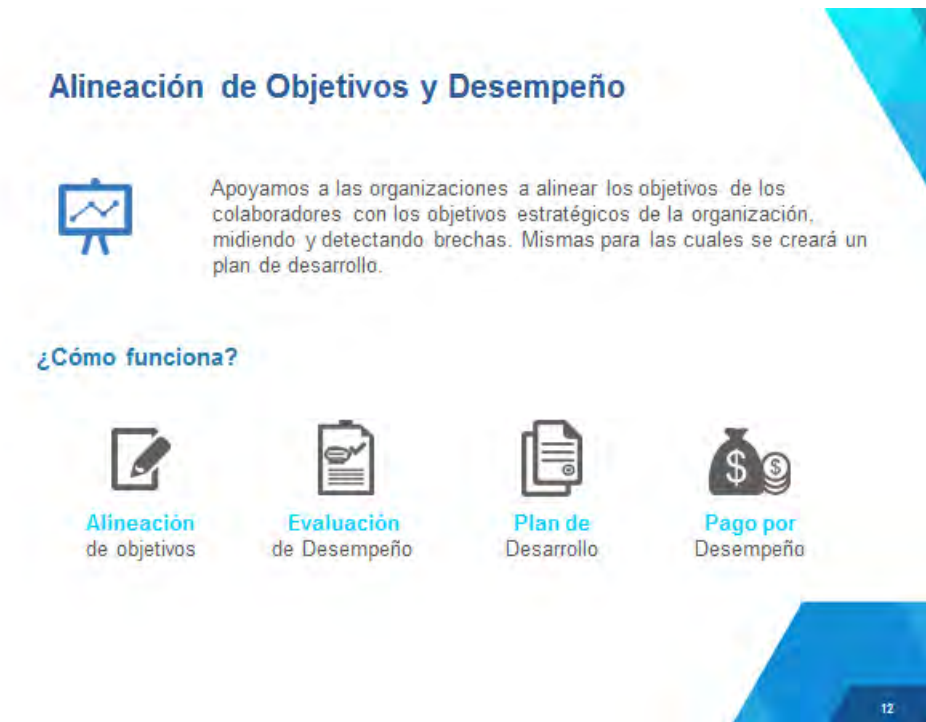 Alineación de Objetivos y Desempeño
Apoyamos a las organizaciones a alinear los objetivos de los
colaboradores con los objetivos estratégicos de la organización,
midiendo y detectando brechas. Mismas para las cuales se creará un
plan de desarrollo.
¿Cómo funciona?
Alineación
de objetivos
Evaluación
de Desempeño
Plan de
Desarrollo
Pago por
Desempeño
12